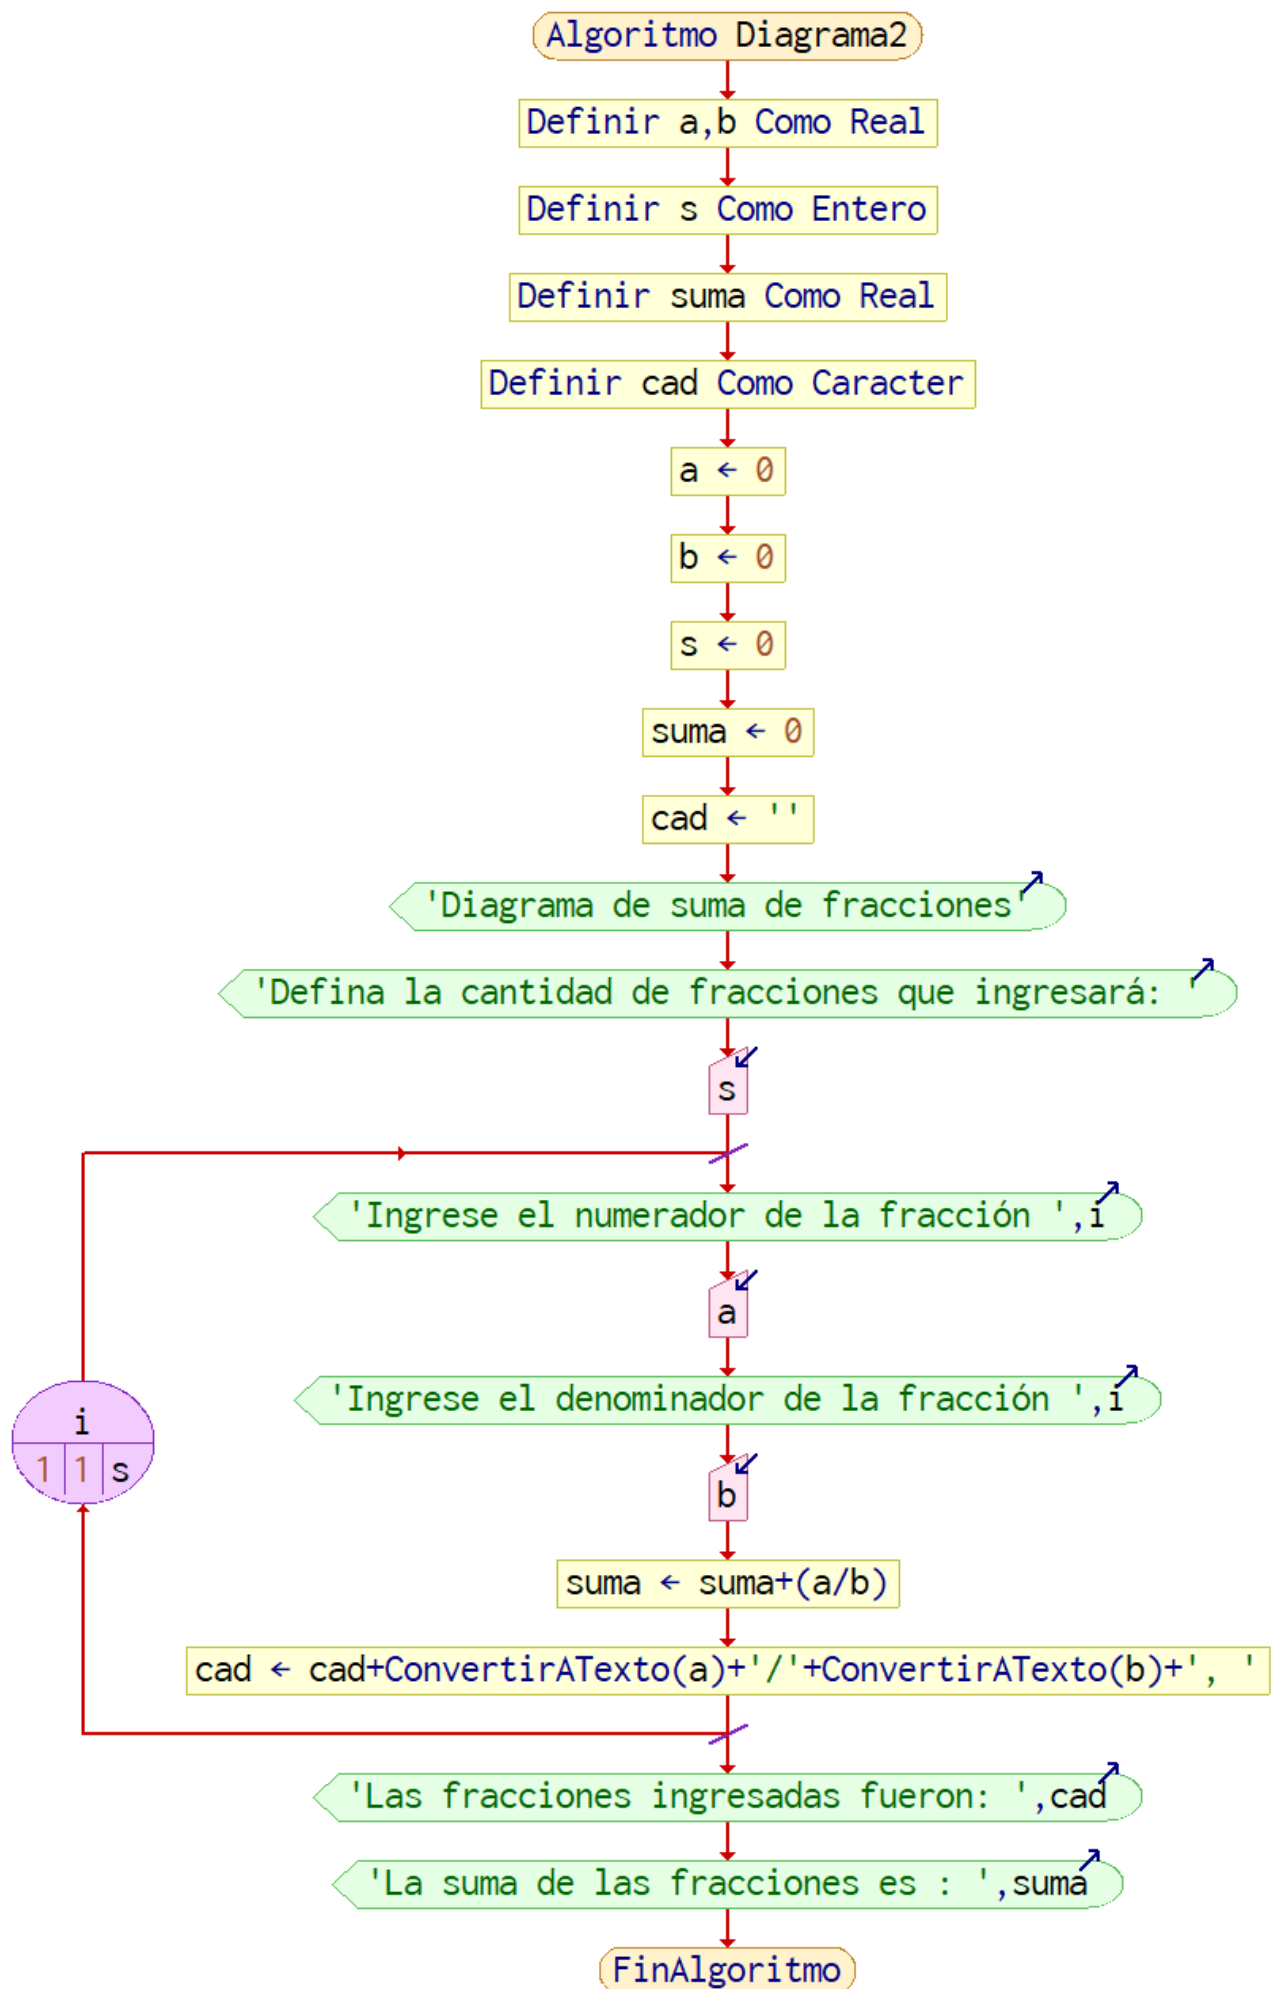 Algoritmo Diagrama2
Definir a,b Como Real
Definir s Como Entero
Definir suma Como Real
Definir cad Como Caracter
a ← 0
b ← 0
s ← 0
suma ← 0
cad ← ''
'Diagrama de suma de fracciones'
'Defina la cantidad de fracciones que ingresará: '
s
'Ingrese el numerador de la fracción ',i
a
'Ingrese el denominador de la fracción ',i
i
1 1 s
b
suma ← suma+(a/b)
cad ← cad+ConvertirATexto(a)+'/'+ConvertirATexto(b)+', '
'Las fracciones ingresadas fueron: ',cad
'La suma de las fracciones es : ',suma
FinAlgoritmo